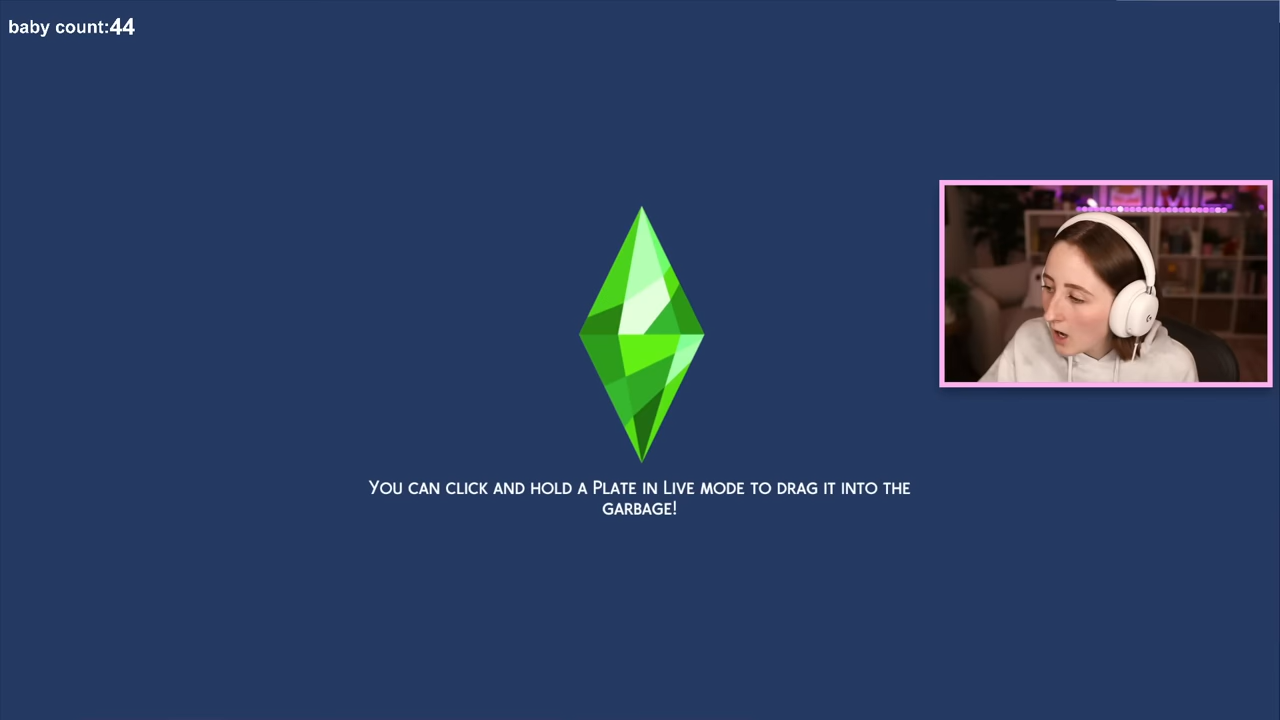 baby count:44
You can click and hold a Plate in Live mode to drag it into the
garbage!